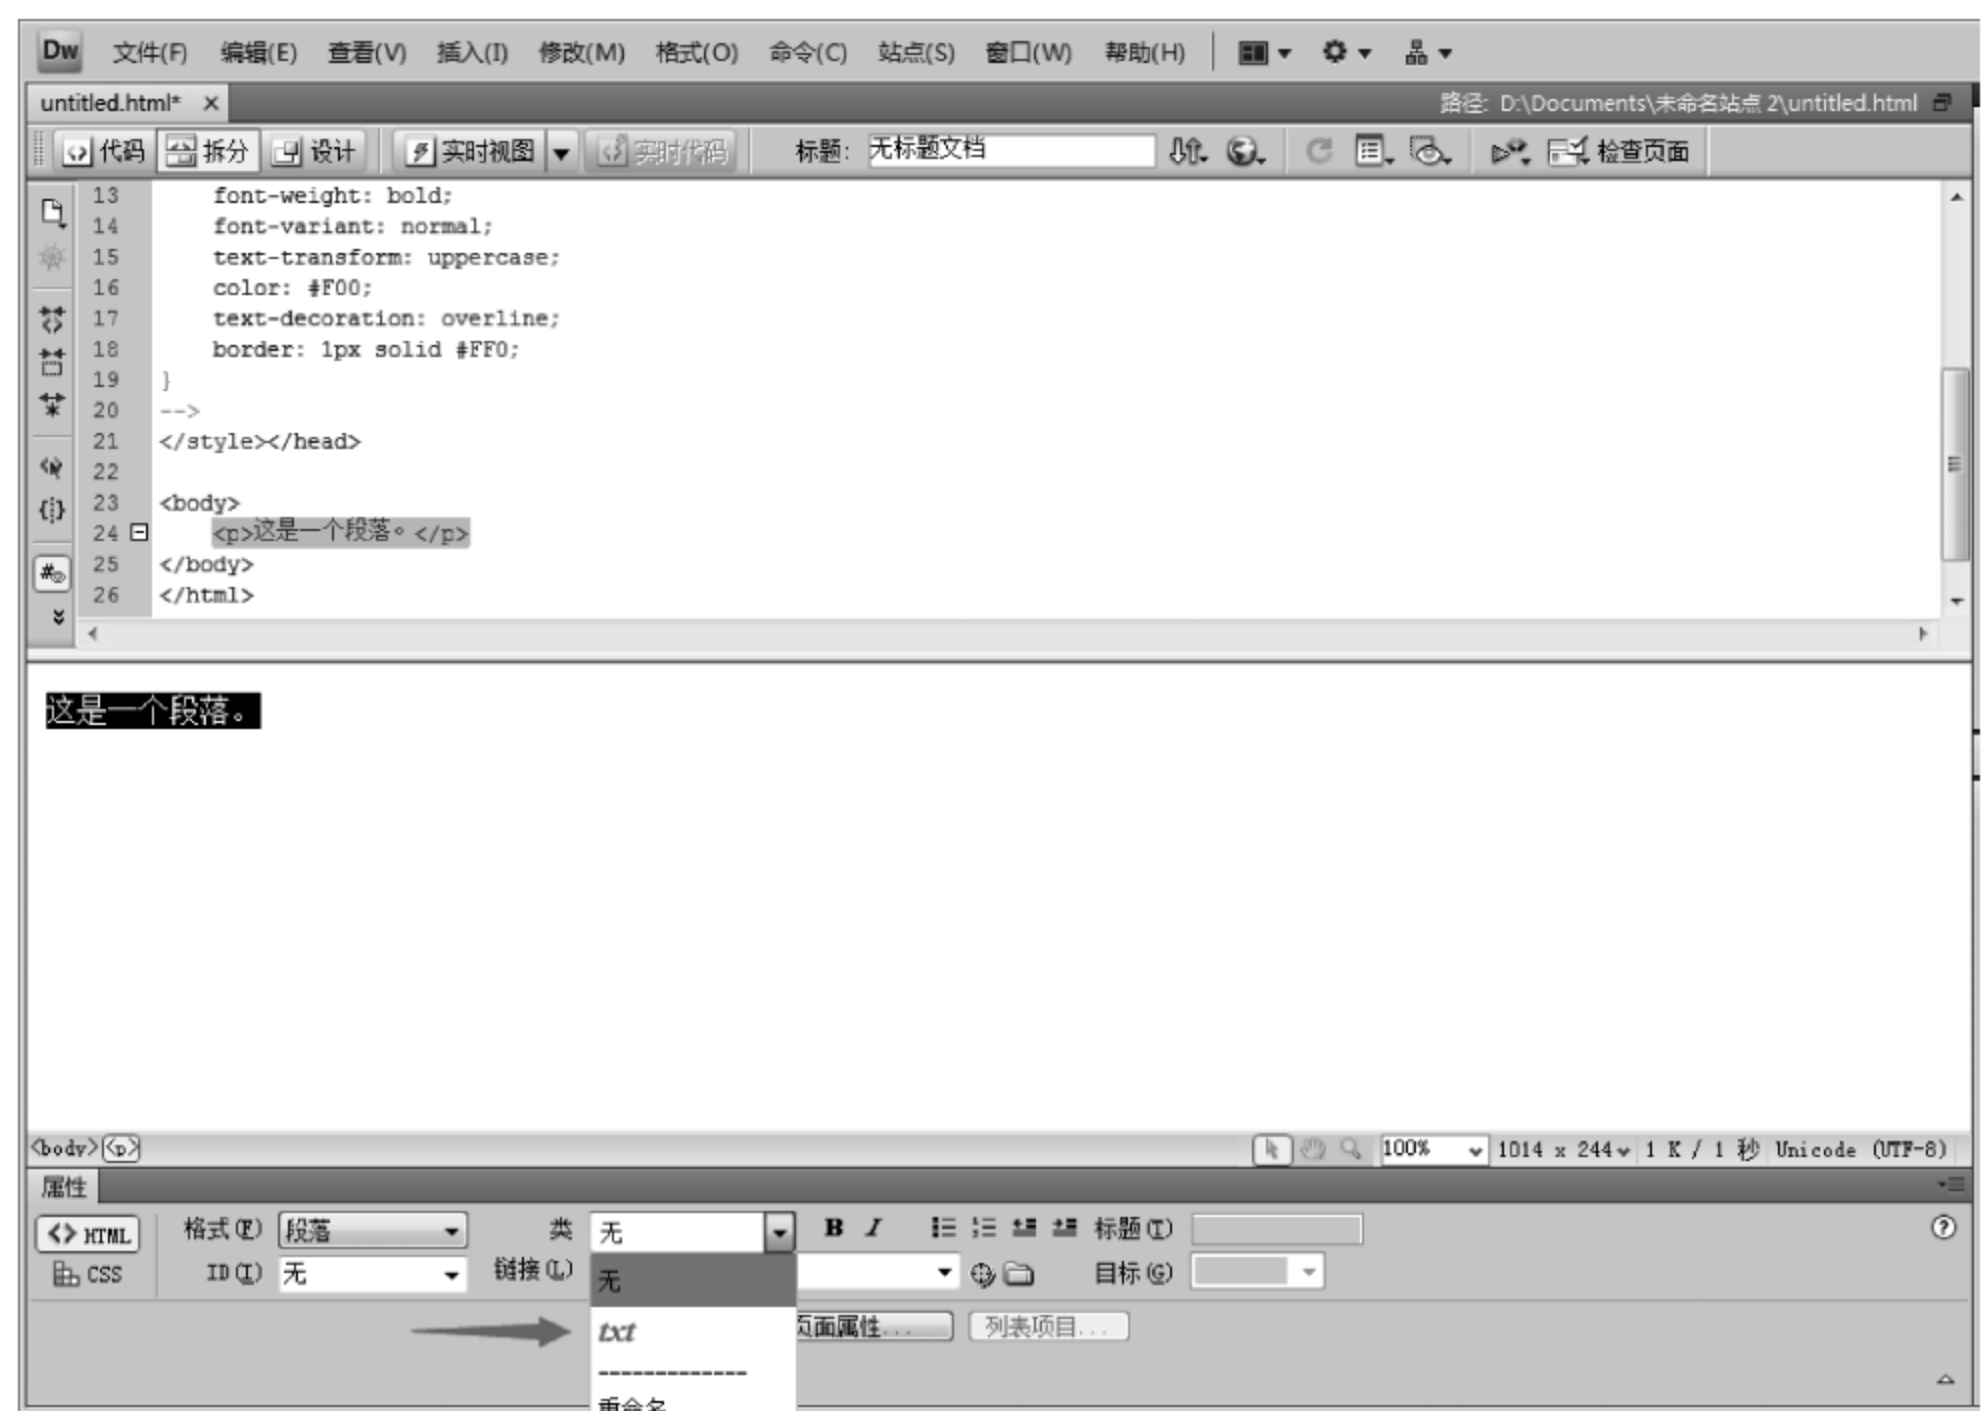 Dw 文件(F) 编辑(E) 查看(V) 插入(I) 修改(M) 格式(O) 命令(C) 站点(S) 窗口(W) 帮助(H)
untitled.html* × 路径: D:\Documents\未命名站点 2\untitled.html
代码 拆分 设计 实时视图 实时代码 标题: 无标题文档 检查页面
13 font-weight: bold;
14 font-variant: normal;
15 text-transform: uppercase;
16 color: #F00;
17 text-decoration: overline;
18 border: 1px solid #FF0;
19 }
20 -->
21 </style></head>
22
23 <body>
24 <p>这是一个段落。</p>
25 </body>
26 </html>
这是一个段落。
<body><p> 100% 1014 x 244 1 K / 1 秒 Unicode (UTF-8)
属性
<> HTML 格式(F) 段落 类 无 B I 标题(T)
CSS ID(I) 无 链接(L) 无 目标(G)
txt 页面属性... 列表项目...
-------------
重命名